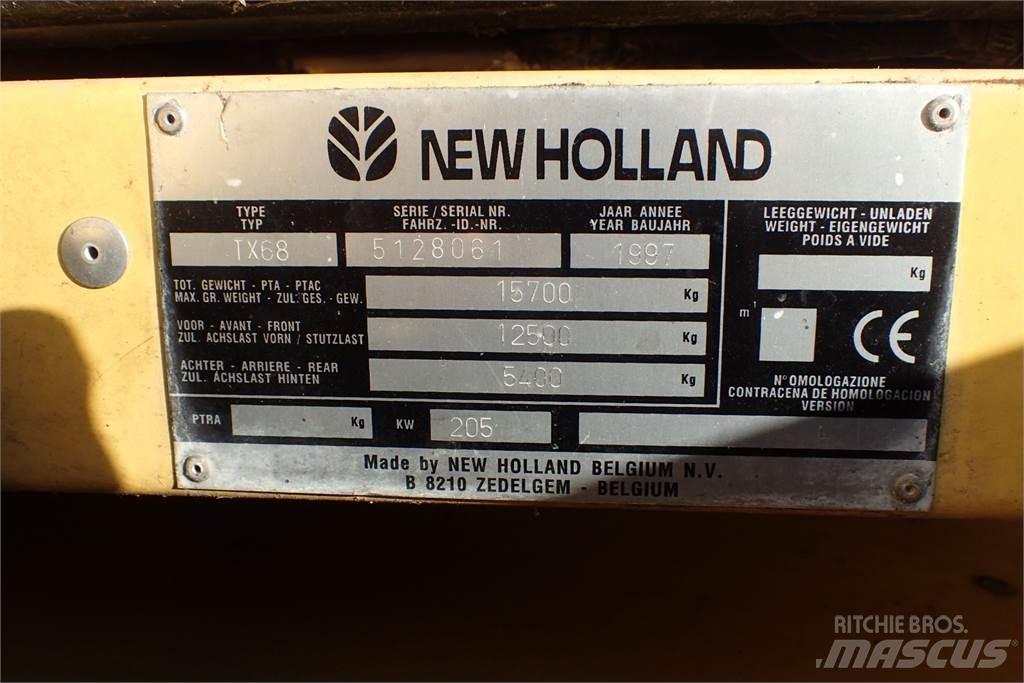 NEW HOLLAND
TYPE
TYP
TX68
SERIE / SERIAL NR.
FAHRZ. -ID.-NR.
5128061
JAAR ANNEE
YEAR BAUJAHR
1997
LEEGGEWICHT - UNLADEN
WEIGHT - EIGENGEWICHT
POIDS A VIDE
Kg
TOT. GEWICHT - PTA - PTAC
MAX. GR. WEIGHT - ZUL. GES. - GEW.
15700 Kg
VOOR - AVANT - FRONT
ZUL. ACHSLAST VORN / STUTZLAST
12500 Kg
ACHTER - ARRIERE - REAR
ZUL. ACHSLAST HINTEN
5400 Kg
m
CE
N° OMOLOGAZIONE
CONTRACENA DE HOMOLOGACION
VERSION
PTRA Kg KW 205
Made by NEW HOLLAND BELGIUM N.V.
B 8210 ZEDELGEM - BELGIUM
RITCHIE BROS.
MASCUS